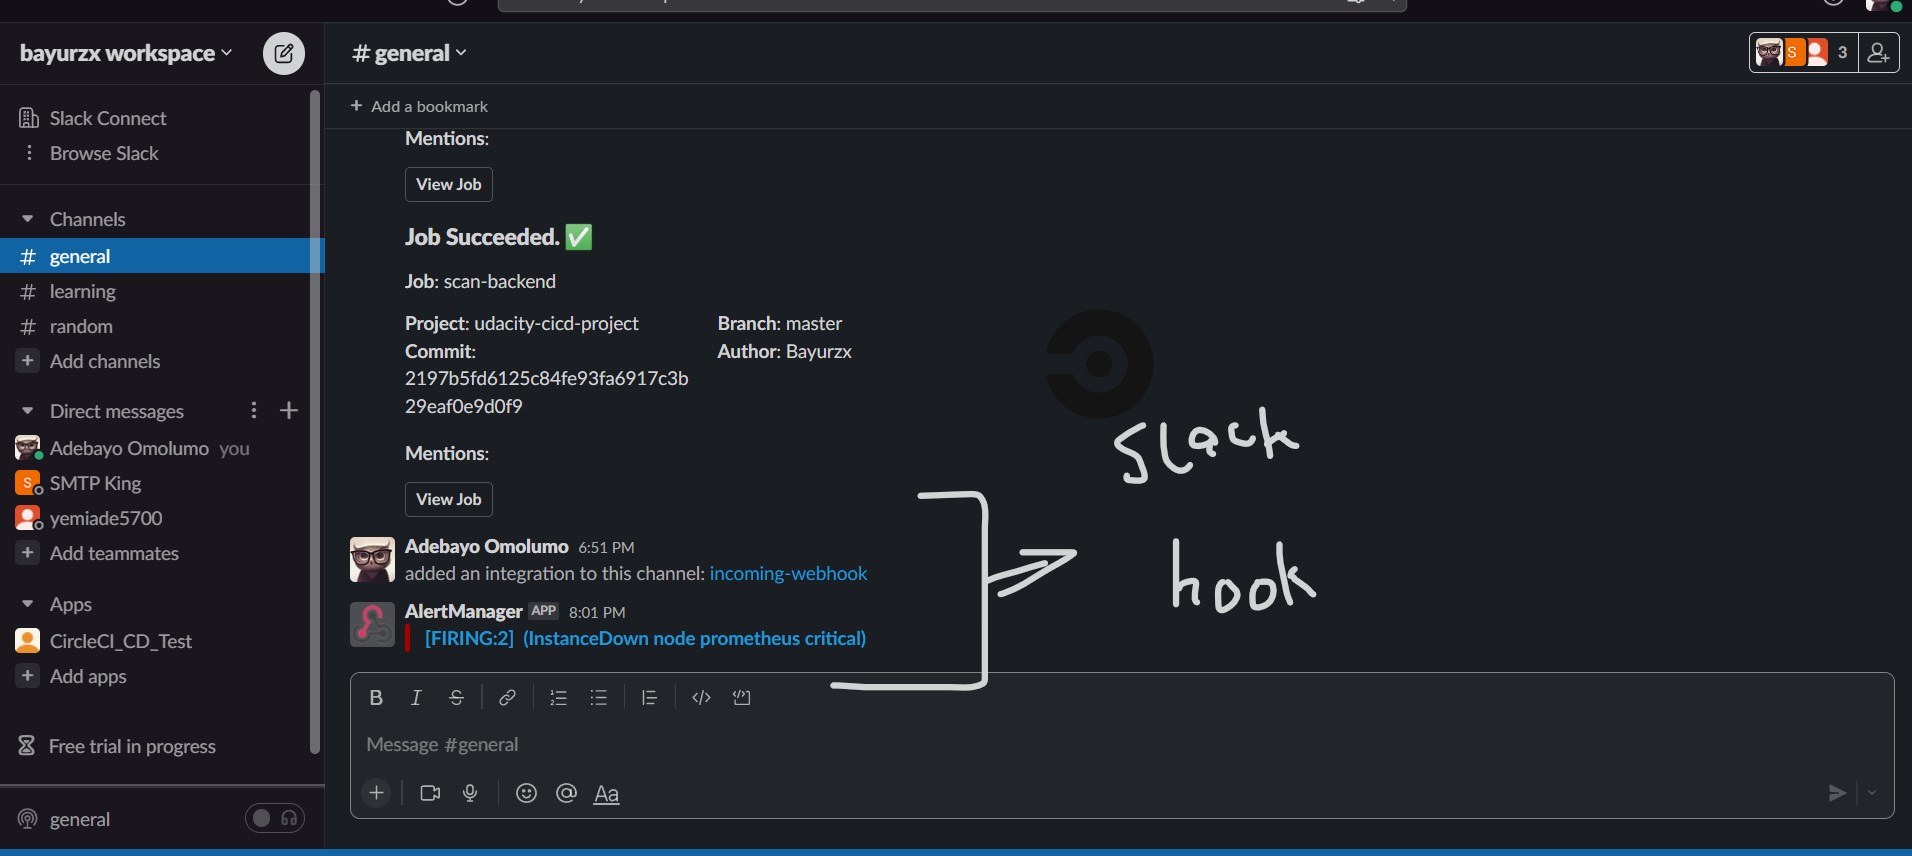 bayurzx workspace
Slack Connect
Browse Slack
Channels
# general
# learning
# random
+ Add channels
Direct messages
Adebayo Omolumo you
S SMTP King
yemiade5700
+ Add teammates
Apps
CircleCI_CD_Test
+ Add apps
Free trial in progress
general
# general
S 3
+ Add a bookmark
Mentions:
View Job
Job Succeeded. ✅
Job: scan-backend
Project: udacity-cicd-project
Branch: master
Commit:
2197b5fd6125c84fe93fa6917c3b
29eaf0e9d0f9
Author: Bayurzx
Mentions:
View Job
Adebayo Omolumo 6:51 PM
added an integration to this channel: incoming-webhook
AlertManager APP 8:01 PM
[FIRING:2] (InstanceDown node prometheus critical)
Slack
hook
B I S
Message #general
+ @ Aa